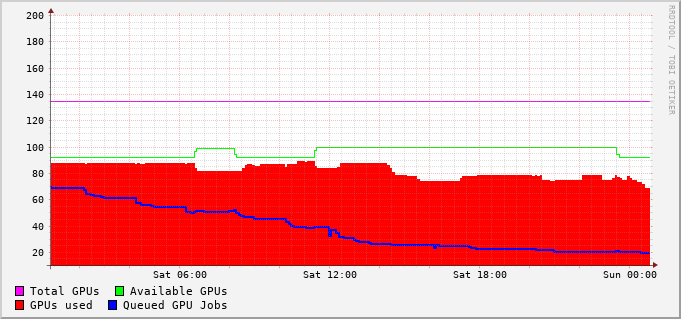 RRDTOOL / TOBI OETIKER
200
180
160
140
120
100
80
60
40
20
Sat 06:00 Sat 12:00 Sat 18:00 Sun 00:00
Total GPUs Available GPUs
GPUs used Queued GPU Jobs